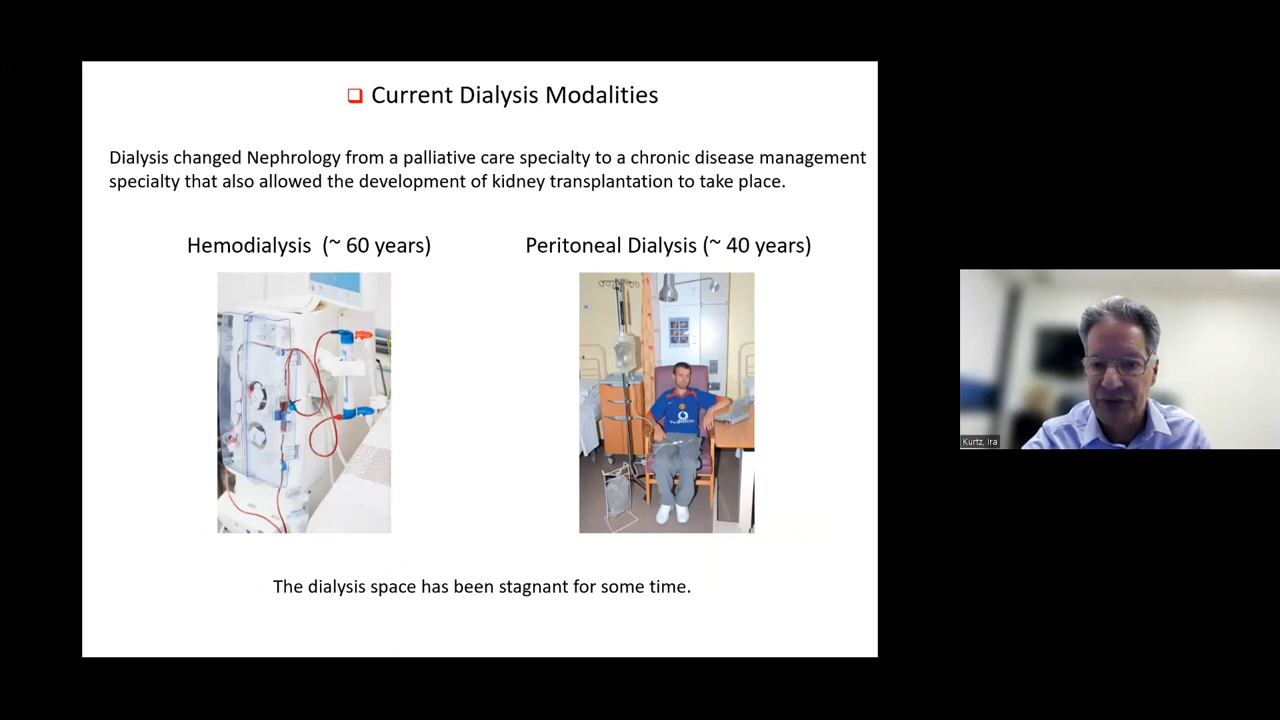 Current Dialysis Modalities
Dialysis changed Nephrology from a palliative care specialty to a chronic disease management
specialty that also allowed the development of kidney transplantation to take place.
Hemodialysis (~ 60 years)
Peritoneal Dialysis (~ 40 years)
The dialysis space has been stagnant for some time.
Kurtz, Ira